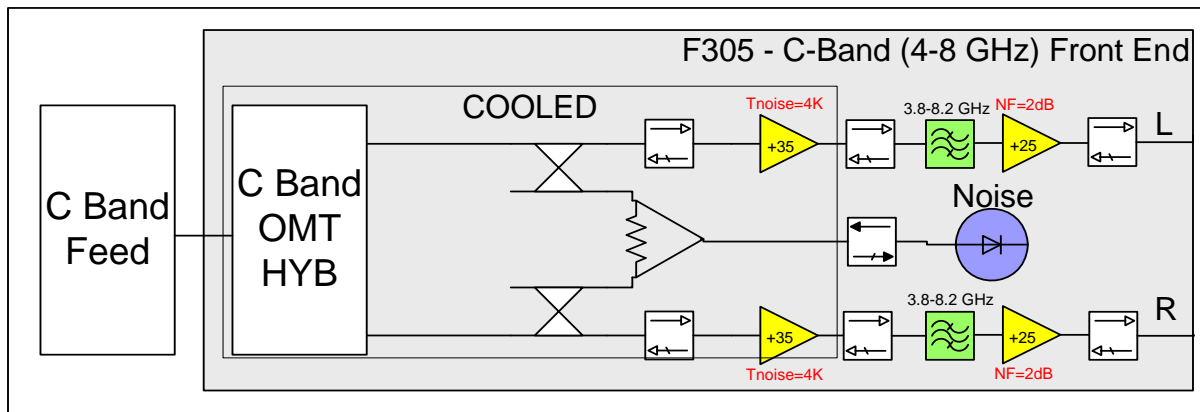 F305 - C-Band (4-8 GHz) Front End
COOLED
Tnoise=4K
3.8-8.2 GHz
NF=2dB
L
+35
+25
C Band
Feed
C Band
OMT
HYB
Noise
3.8-8.2 GHz
R
+35
+25
Tnoise=4K
NF=2dB